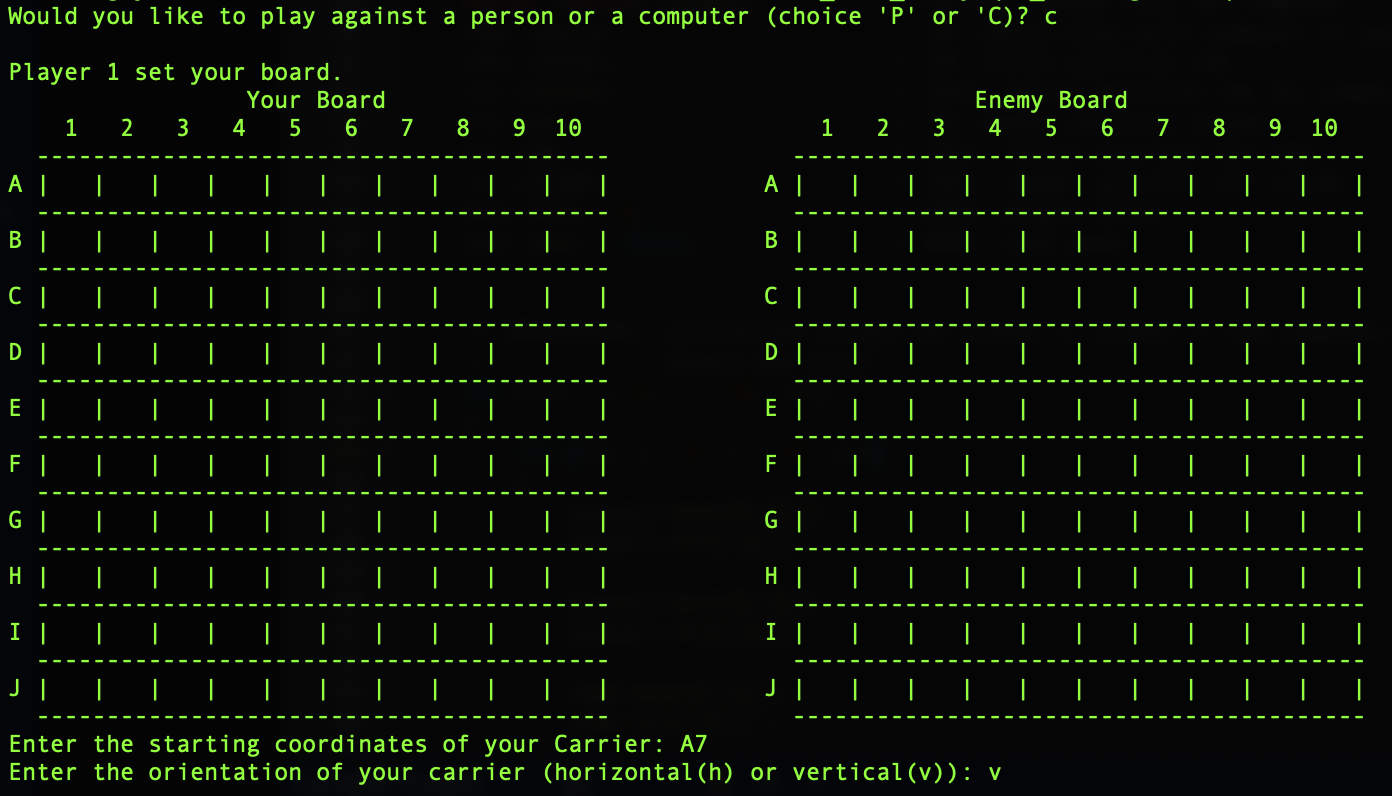 Would you like to play against a person or a computer (choice 'P' or 'C)? c
Player 1 set your board.
Your Board Enemy Board
1 2 3 4 5 6 7 8 9 10 1 2 3 4 5 6 7 8 9 10
A | | | | | | | | | | | A | | | | | | | | | | |
B | | | | | | | | | | | B | | | | | | | | | | |
C | | | | | | | | | | | C | | | | | | | | | | |
D | | | | | | | | | | | D | | | | | | | | | | |
E | | | | | | | | | | | E | | | | | | | | | | |
F | | | | | | | | | | | F | | | | | | | | | | |
G | | | | | | | | | | | G | | | | | | | | | | |
H | | | | | | | | | | | H | | | | | | | | | | |
I | | | | | | | | | | | I | | | | | | | | | | |
J | | | | | | | | | | | J | | | | | | | | | | |
Enter the starting coordinates of your Carrier: A7
Enter the orientation of your carrier (horizontal(h) or vertical(v)): v